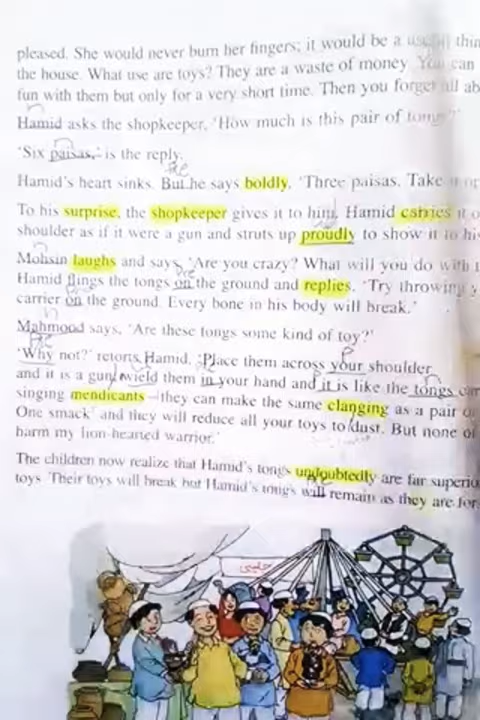 pleased. She would never burn her fingers; it would be a useful thin
the house. What use are toys? They are a waste of money. You can
fun with them but only for a very short time. Then you forget all ab
Hamid asks the shopkeeper, 'How much is this pair of tongs?'
'Six paisas,' is the reply.
Hamid's heart sinks. But he says boldly, 'Three paisas. Take it or
To his surprise, the shopkeeper gives it to him. Hamid carries it o
shoulder as if it were a gun and struts up proudly to show it to his
Mohsin laughs and says, 'Are you crazy? What will you do with t
Hamid flings the tongs on the ground and replies, 'Try throwing y
carrier on the ground. Every bone in his body will break.'
Mahmood says, 'Are these tongs some kind of toy?'
'Why not?' retorts Hamid. 'Place them across your shoulder
and it is a gun; wield them in your hand and it is like the tongs car
singing mendicants—they can make the same clanging as a pair of
One smack and they will reduce all your toys to dust. But none of
harm my lion-hearted warrior.'
The children now realize that Hamid's tongs undoubtedly are far superio
toys. Their toys will break but Hamid's tongs will remain as they are for